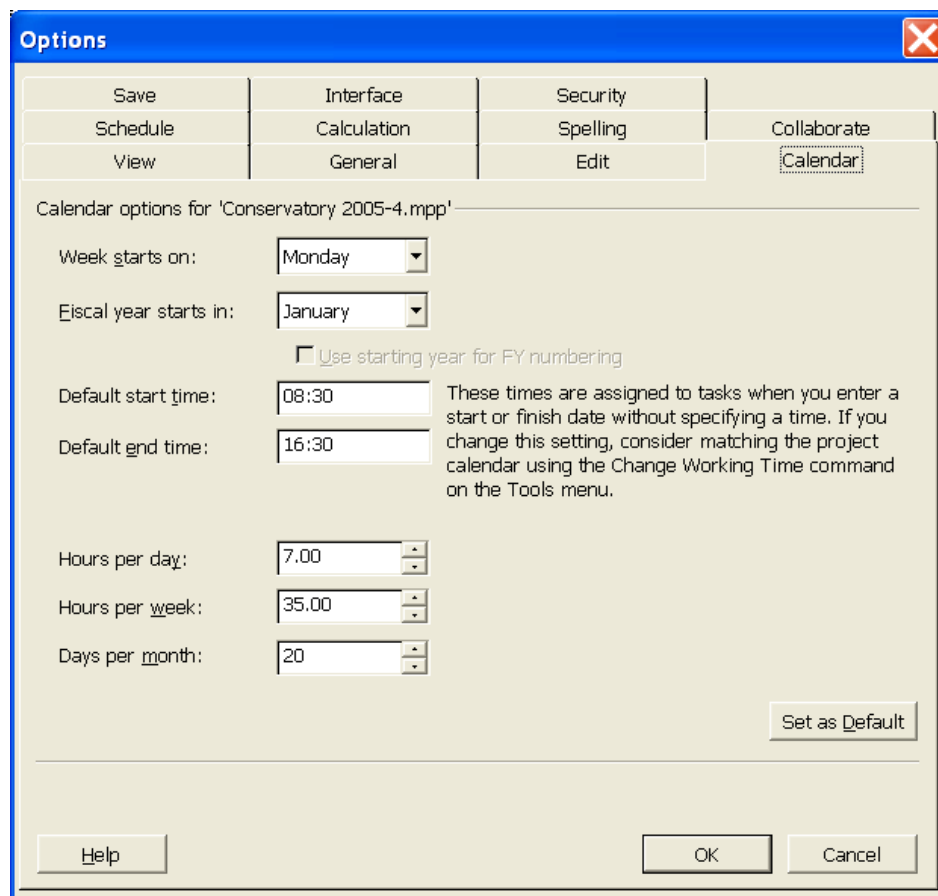 Options
Save Interface Security
Schedule Calculation Spelling Collaborate
View General Edit Calendar
Calendar options for 'Conservatory 2005-4.mpp'
Week starts on: Monday
Fiscal year starts in: January
Use starting year for FY numbering
Default start time: 08:30
Default end time: 16:30
These times are assigned to tasks when you enter a
start or finish date without specifying a time. If you
change this setting, consider matching the project
calendar using the Change Working Time command
on the Tools menu.
Hours per day: 7.00
Hours per week: 35.00
Days per month: 20
Set as Default
Help OK Cancel